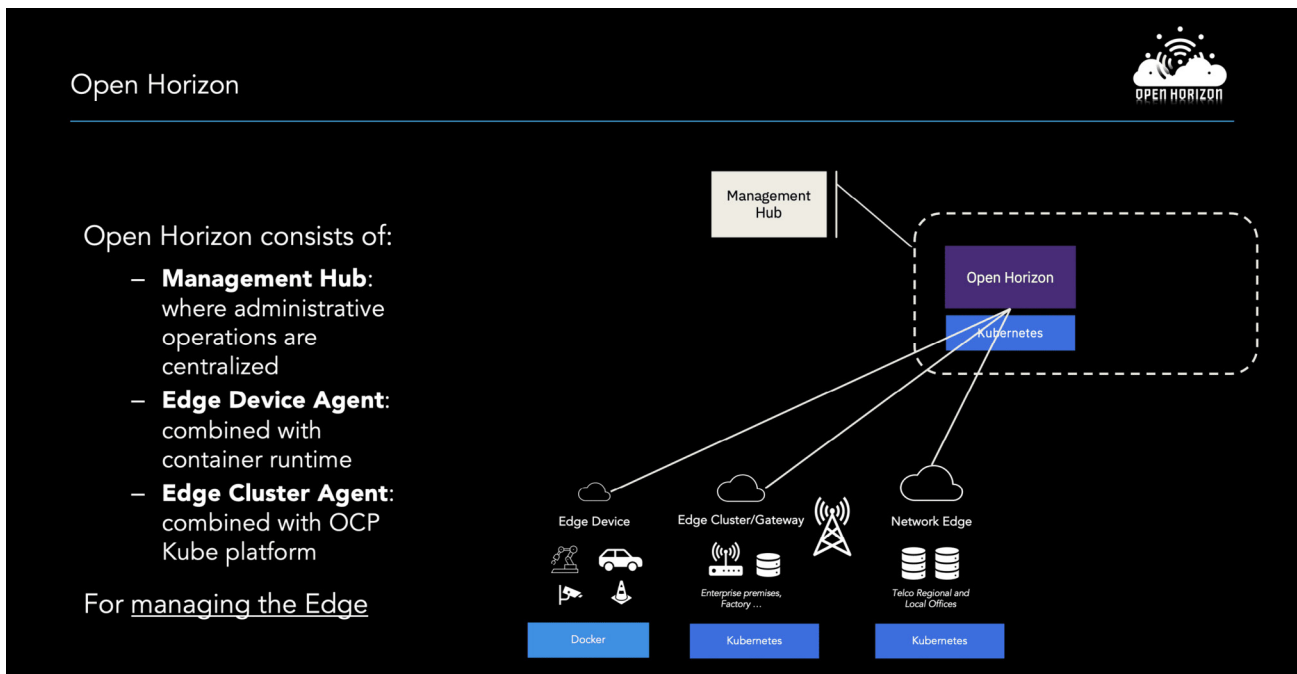 Open Horizon
OPEN HORIZON
Open Horizon consists of:
– Management Hub:
where administrative
operations are
centralized
– Edge Device Agent:
combined with
container runtime
– Edge Cluster Agent:
combined with OCP
Kube platform
For managing the Edge
Management
Hub
Open Horizon
Kubernetes
Edge Device
Edge Cluster/Gateway
Network Edge
Enterprise premises,
Factory ...
Telco Regional and
Local Offices
Docker
Kubernetes
Kubernetes